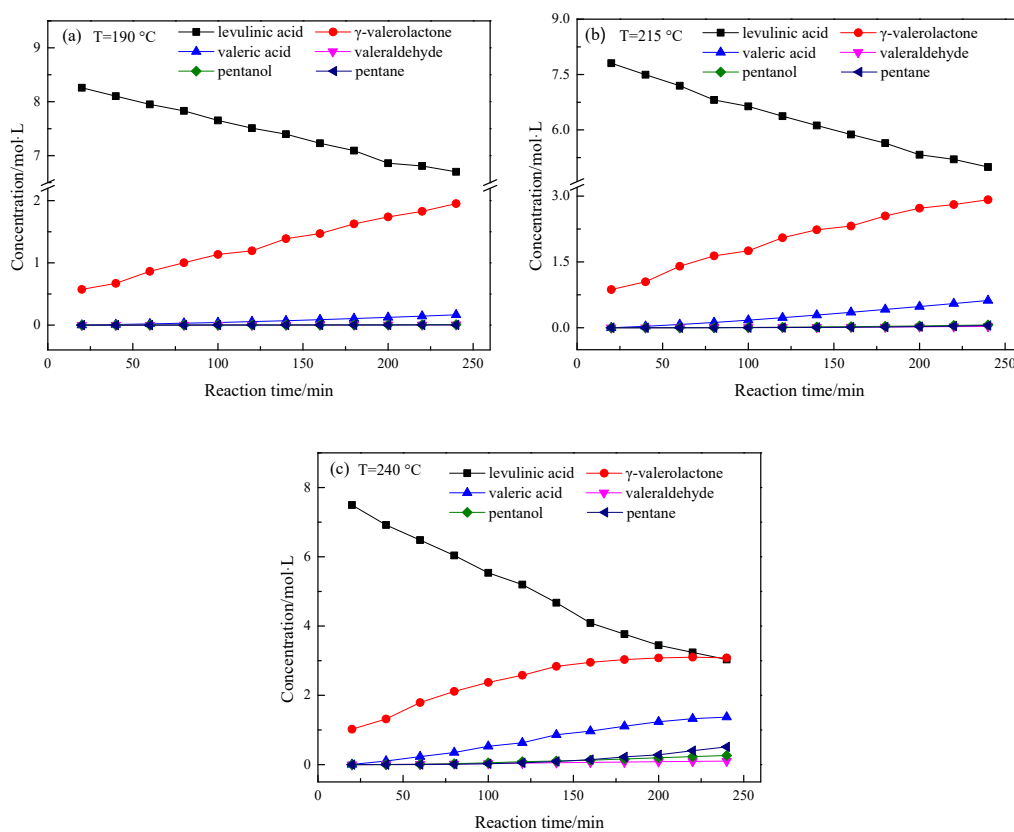 (a) T=190 °C
levulinic acid γ-valerolactone
valeric acid valeraldehyde
pentanol pentane
9
8
7
2
1
0
Concentration/mol·L
0 50 100 150 200 250
Reaction time/min
(b) T=215 °C
levulinic acid γ-valerolactone
valeric acid valeraldehyde
pentanol pentane
9.0
7.5
6.0
3.0
1.5
0.0
Concentration/mol·L
0 50 100 150 200 250
Reaction time/min
(c) T=240 °C
levulinic acid γ-valerolactone
valeric acid valeraldehyde
pentanol pentane
8
6
4
2
0
Concentration/mol·L
0 50 100 150 200 250
Reaction time/min